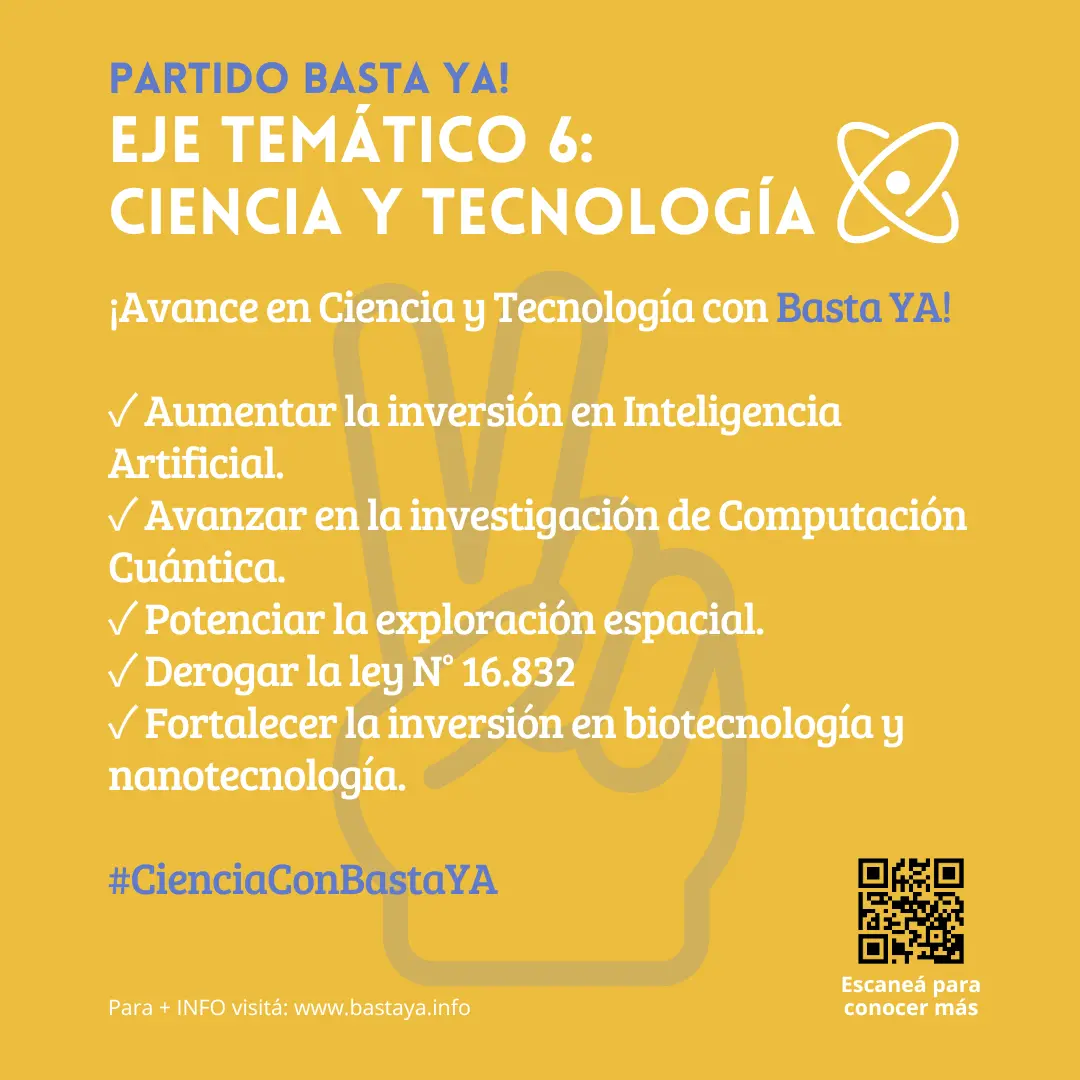 PARTIDO BASTA YA!
EJE TEMÁTICO 6:
CIENCIA Y TECNOLOGÍA
¡Avance en Ciencia y Tecnología con Basta YA!
✓ Aumentar la inversión en Inteligencia
Artificial.
✓ Avanzar en la investigación de Computación
Cuántica.
✓ Potenciar la exploración espacial.
✓ Derogar la ley N° 16.832
✓ Fortalecer la inversión en biotecnología y
nanotecnología.
#CienciaConBastaYA
Escaneá para
conocer más
Para + INFO visitá: www.bastaya.info